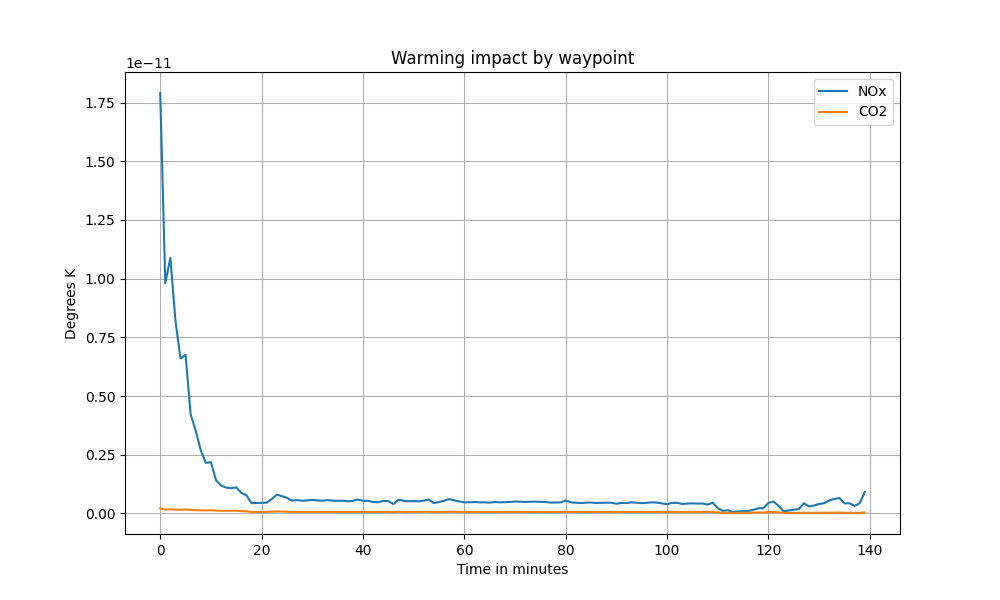 Warming impact by waypoint
1e−11
NOx
CO2
1.75
1.50
1.25
1.00
0.75
0.50
0.25
0.00
Degrees K
0 20 40 60 80 100 120 140
Time in minutes